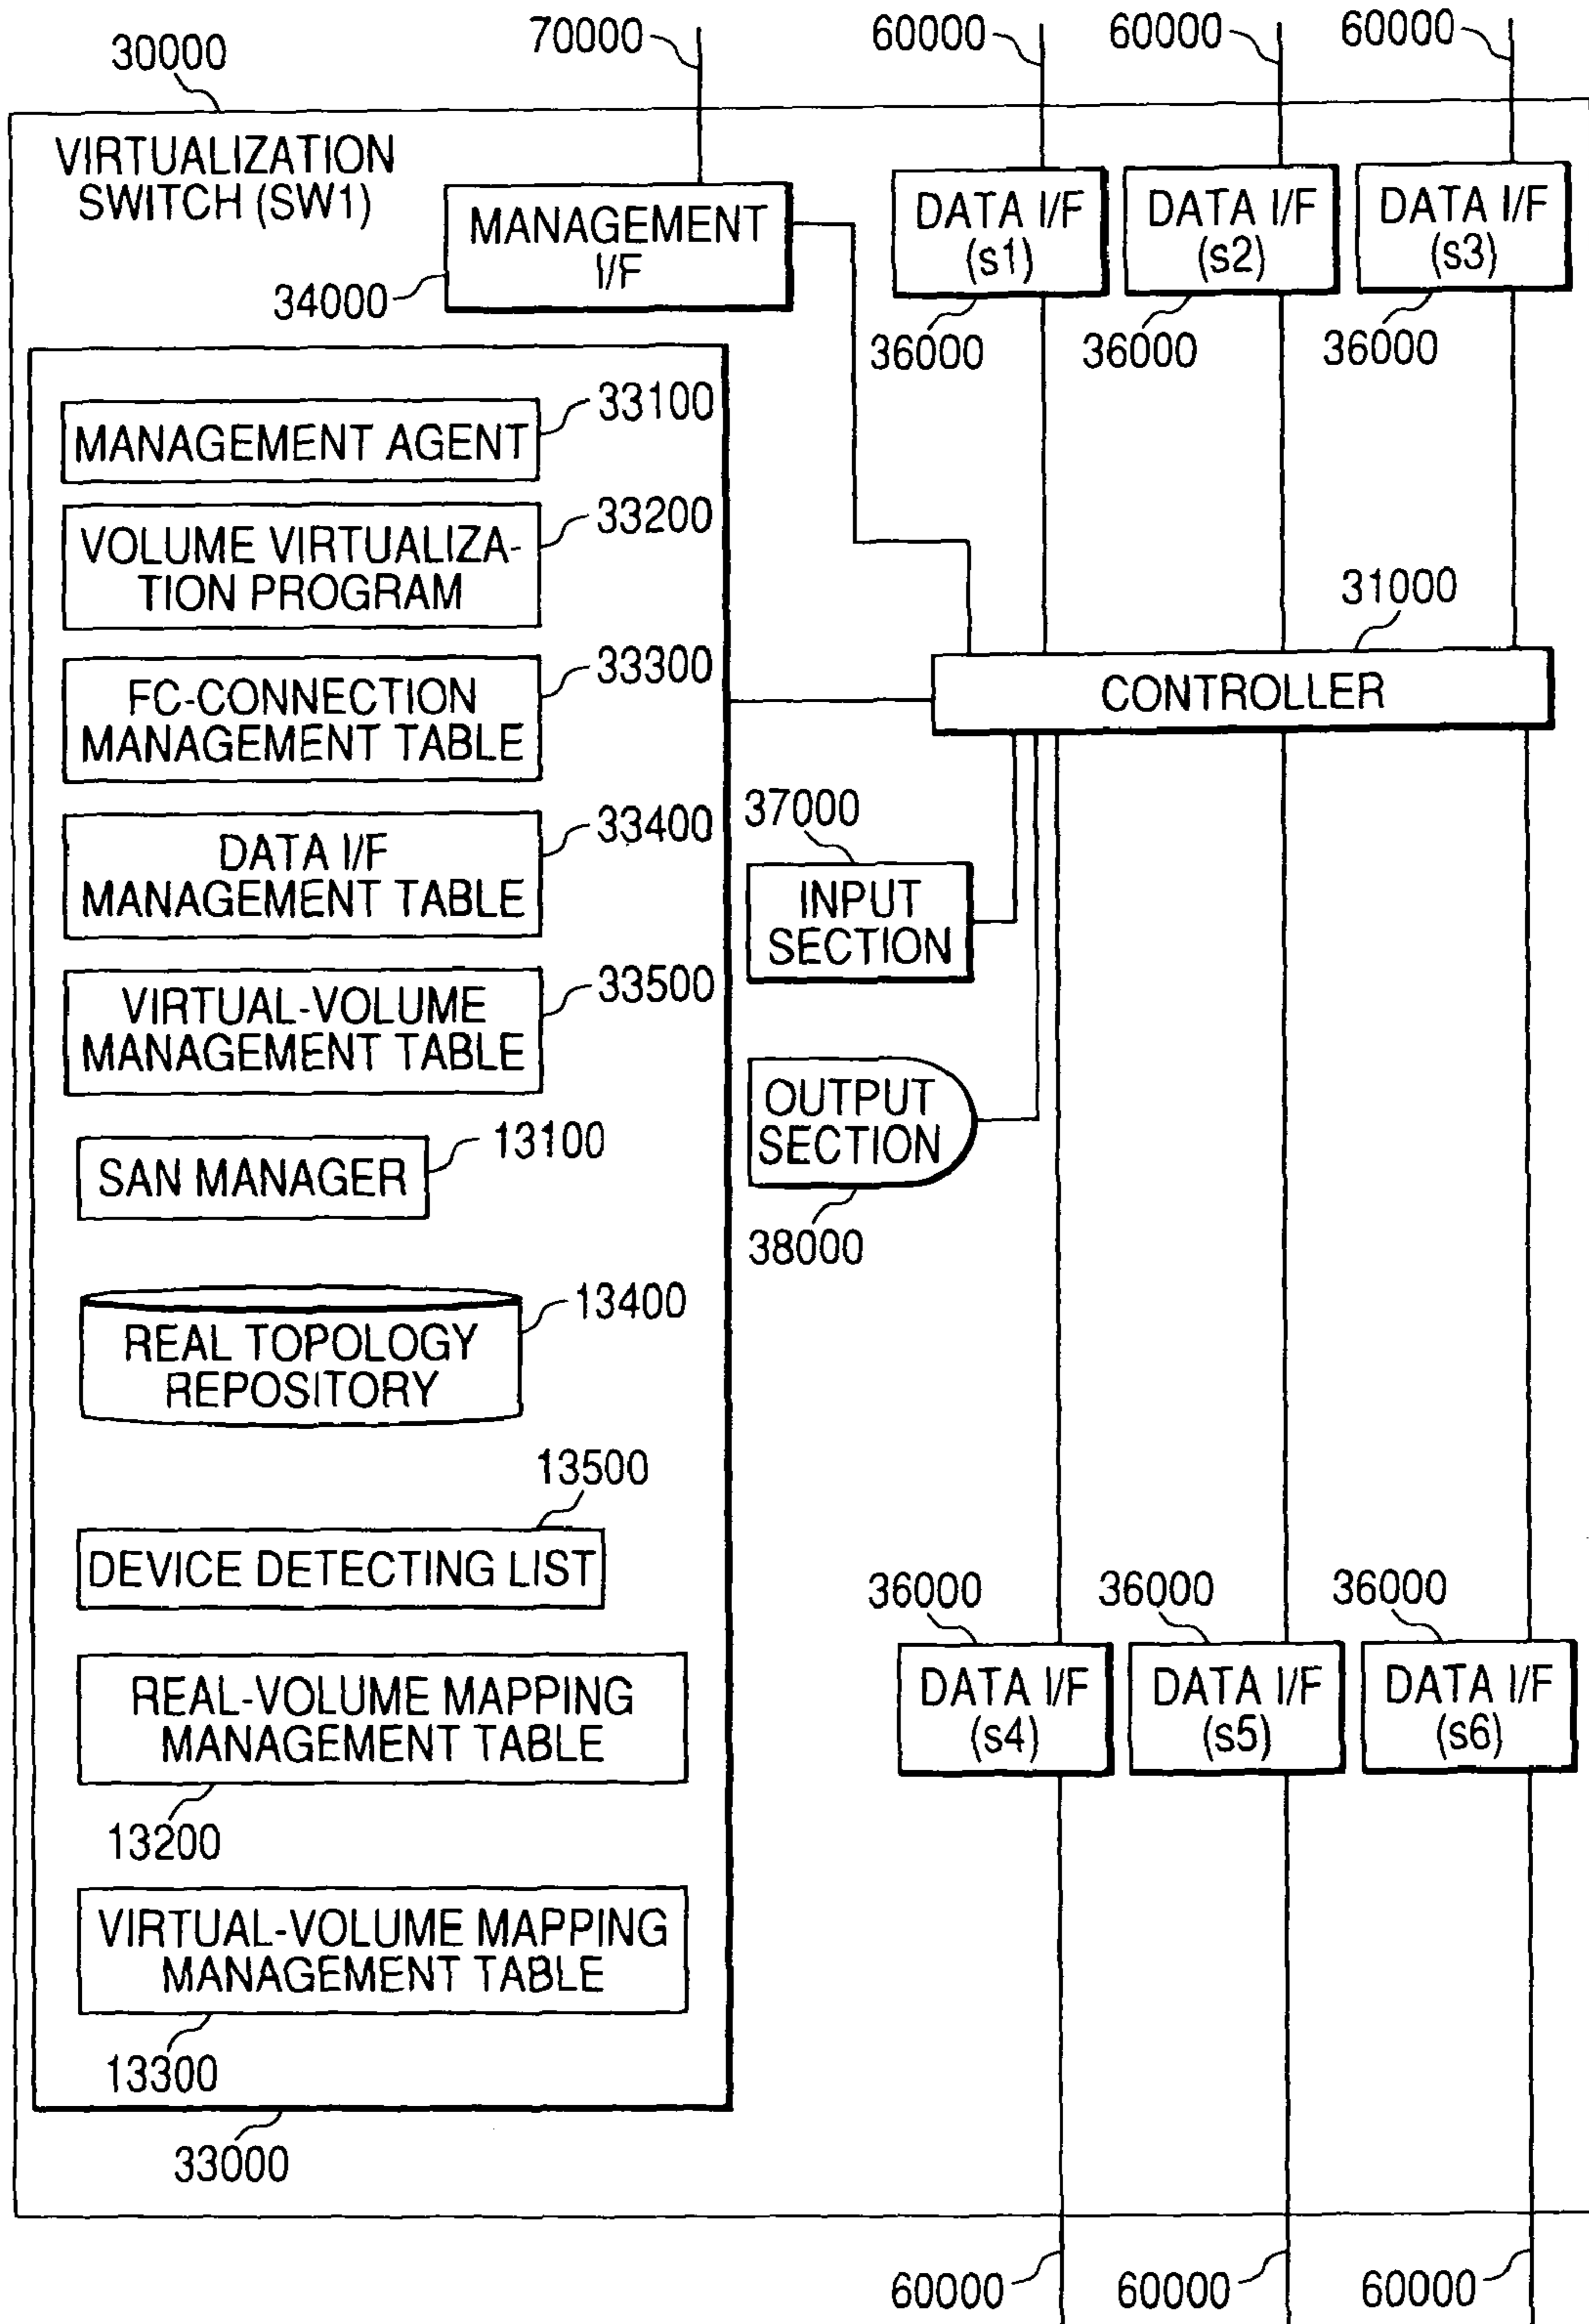 30000
70000
60000
60000
60000
VIRTUALIZATION
SWITCH (SW1)
MANAGEMENT
I/F
34000
DATA I/F
(s1)
DATA I/F
(s2)
DATA I/F
(s3)
36000
36000
36000
MANAGEMENT AGENT
33100
VOLUME VIRTUALIZA-
TION PROGRAM
33200
FC-CONNECTION
MANAGEMENT TABLE
33300
31000
CONTROLLER
DATA I/F
MANAGEMENT TABLE
33400
37000
INPUT
SECTION
VIRTUAL-VOLUME
MANAGEMENT TABLE
33500
OUTPUT
SECTION
38000
SAN MANAGER
13100
REAL TOPOLOGY
REPOSITORY
13400
13500
DEVICE DETECTING LIST
36000
36000
36000
DATA I/F
(s4)
DATA I/F
(s5)
DATA I/F
(s6)
REAL-VOLUME MAPPING
MANAGEMENT TABLE
13200
VIRTUAL-VOLUME MAPPING
MANAGEMENT TABLE
13300
33000
60000
60000
60000